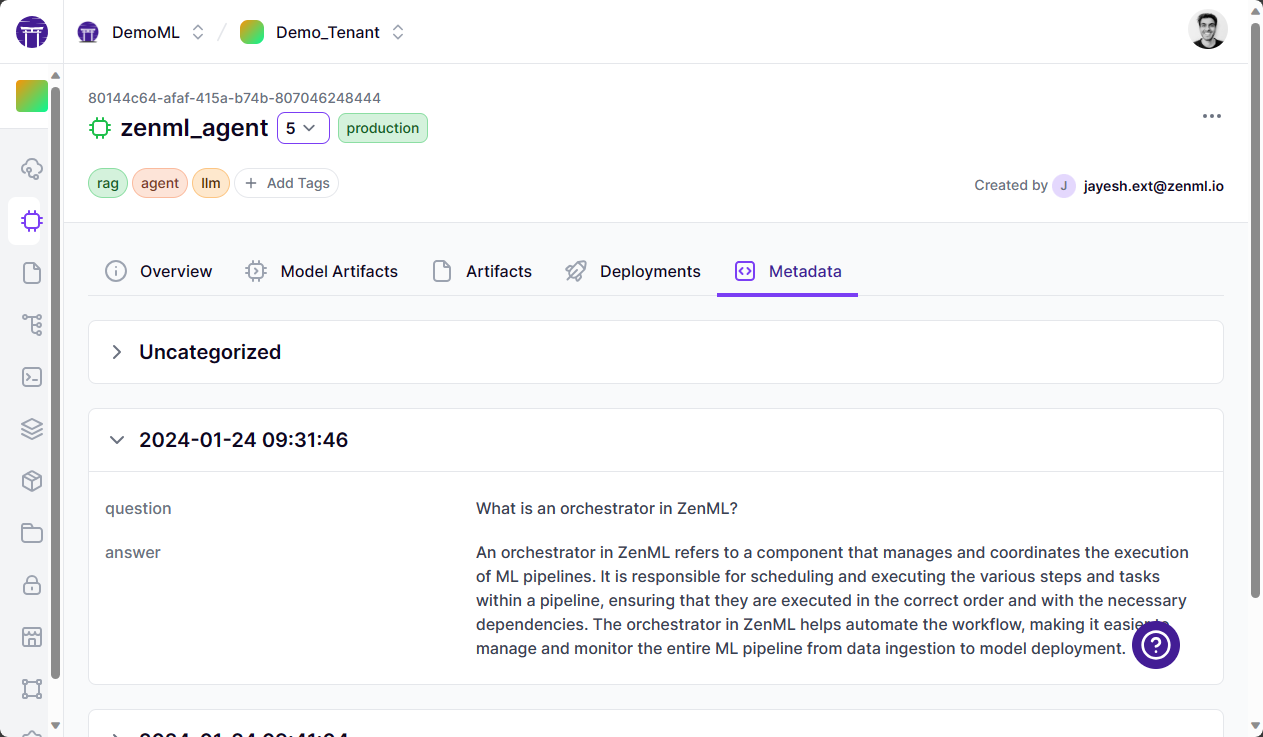 DemoML / Demo_Tenant
80144c64-afaf-415a-b74b-807046248444
zenml_agent 5 production
rag agent llm + Add Tags
Created by J jayesh.ext@zenml.io
Overview Model Artifacts Artifacts Deployments Metadata
Uncategorized
2024-01-24 09:31:46
question What is an orchestrator in ZenML?
answer An orchestrator in ZenML refers to a component that manages and coordinates the execution
of ML pipelines. It is responsible for scheduling and executing the various steps and tasks
within a pipeline, ensuring that they are executed in the correct order and with the necessary
dependencies. The orchestrator in ZenML helps automate the workflow, making it easier to
manage and monitor the entire ML pipeline from data ingestion to model deployment.
2024-01-24